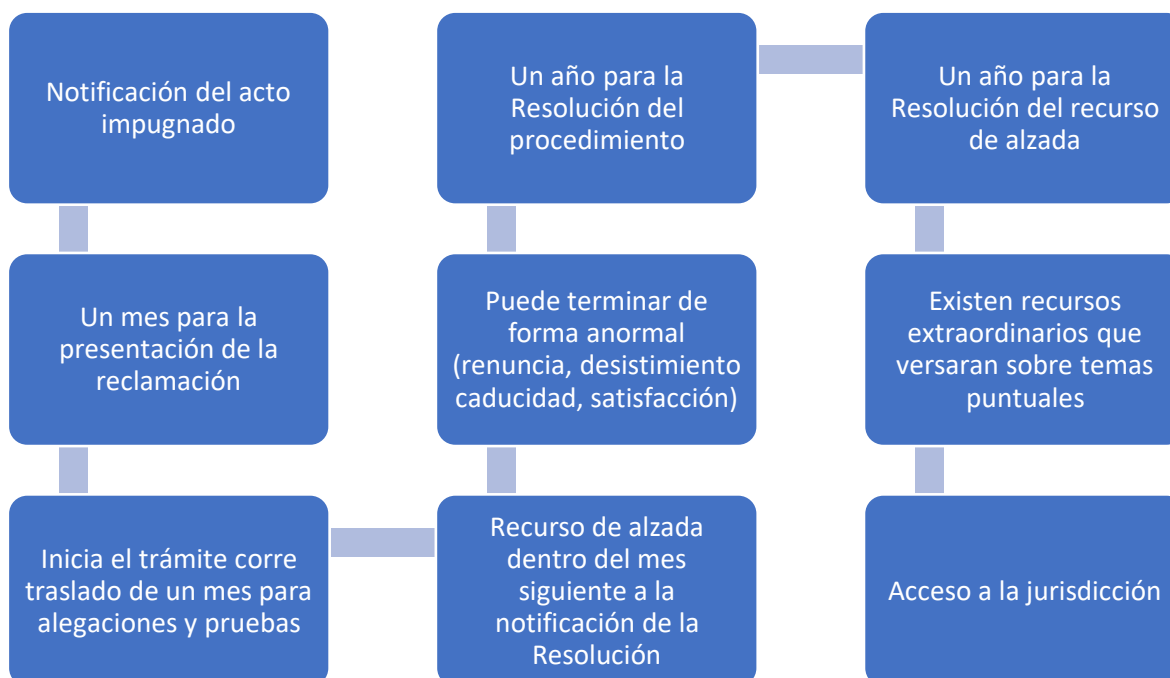 Notificación del acto
impugnado
Un mes para la
presentación de la
reclamación
Inicia el trámite corre
traslado de un mes para
alegaciones y pruebas
Recurso de alzada
dentro del mes
siguiente a la
notificación de la
Resolución
Puede terminar de
forma anormal
(renuncia, desistimiento
caducidad, satisfacción)
Un año para la
Resolución del
procedimiento
Un año para la
Resolución del recurso
de alzada
Existen recursos
extraordinarios que
versaran sobre temas
puntuales
Acceso a la jurisdicción